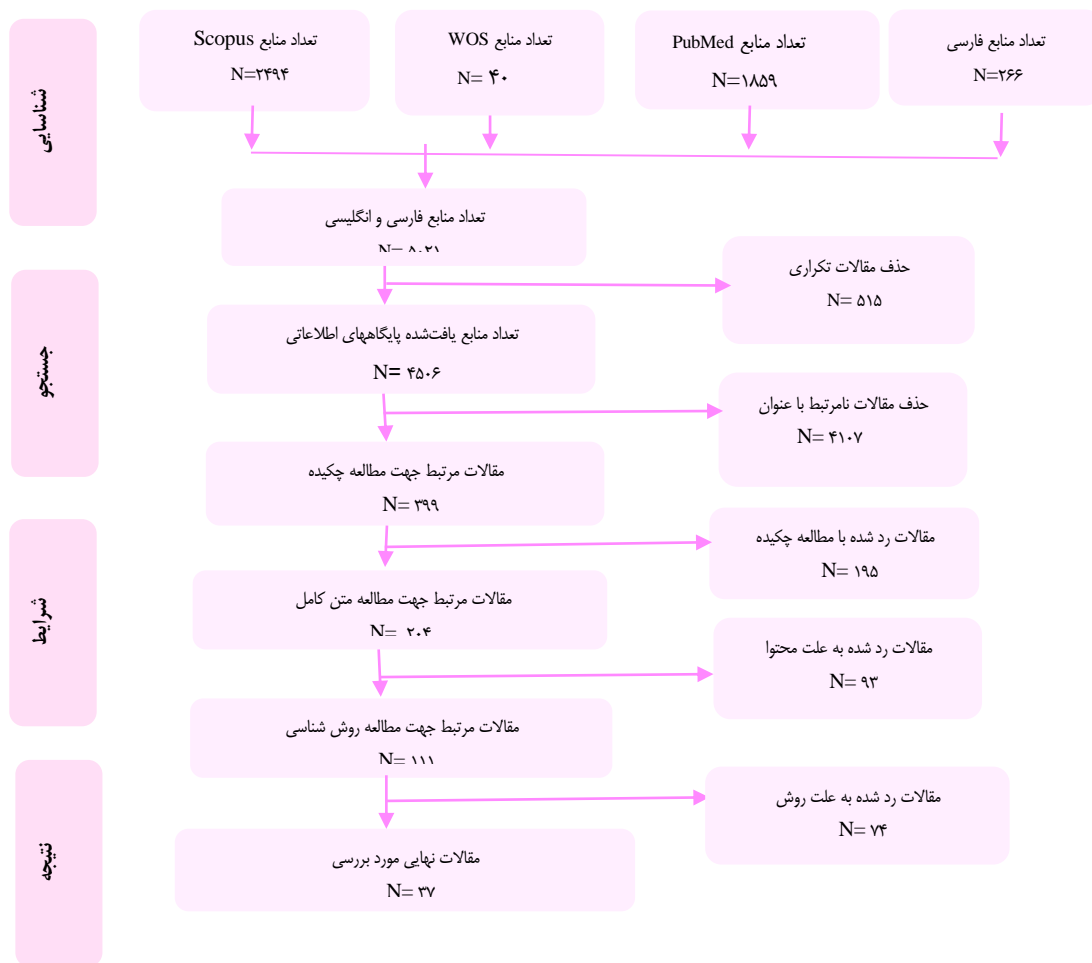 شناسایی
تعداد منابع Scopus
N=۲۴۹۴
تعداد منابع WOS
N= ۴۰
تعداد منابع PubMed
N=۱۸۵۹
تعداد منابع فارسی
N=۲۶۶
تعداد منابع فارسی و انگلیسی
N= ۵۰۲۱
حذف مقالات تکراری
N= ۵۱۵
جستجو
تعداد منابع یافت‌شده پایگاههای اطلاعاتی
N= ۴۵۰۶
حذف مقالات نامرتبط با عنوان
N= ۴۱۰۷
مقالات مرتبط جهت مطالعه چکیده
N= ۳۹۹
شرایط
مقالات رد شده با مطالعه چکیده
N= ۱۹۵
مقالات مرتبط جهت مطالعه متن کامل
N= ۲۰۴
مقالات رد شده به علت محتوا
N= ۹۳
مقالات مرتبط جهت مطالعه روش شناسی
N= ۱۱۱
نتیجه
مقالات رد شده به علت روش
N= ۷۴
مقالات نهایی مورد بررسی
N= ۳۷